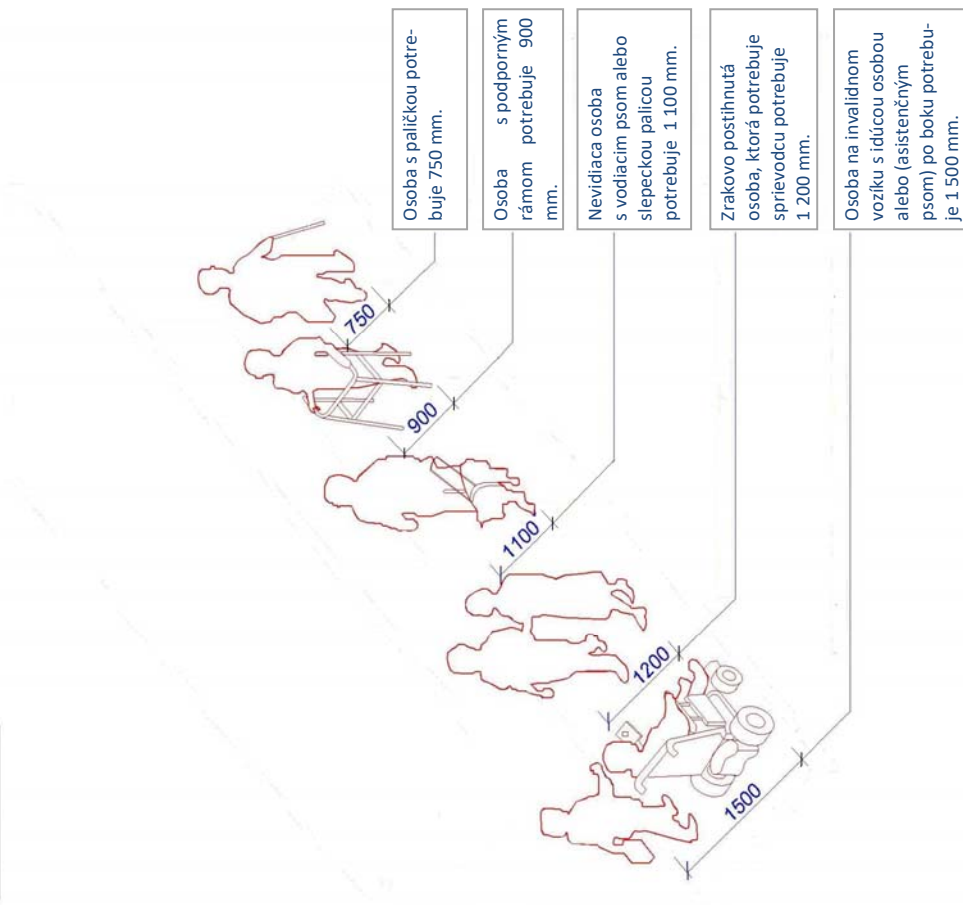 Osoba s paličkou potre-
buje 750 mm.
Osoba s podporným
rámom potrebuje 900
mm.
Nevidiaca osoba
s vodiacim psom alebo
slepeckou palicou
potrebuje 1 100 mm.
Zrakovo postihnutá
osoba, ktorá potrebuje
sprievodcu potrebuje
1 200 mm.
Osoba na invalidnom
vozíku s idúcou osobou
alebo (asistenčným
psom) po boku potrebu-
je 1 500 mm.
750
900
1100
1200
1500